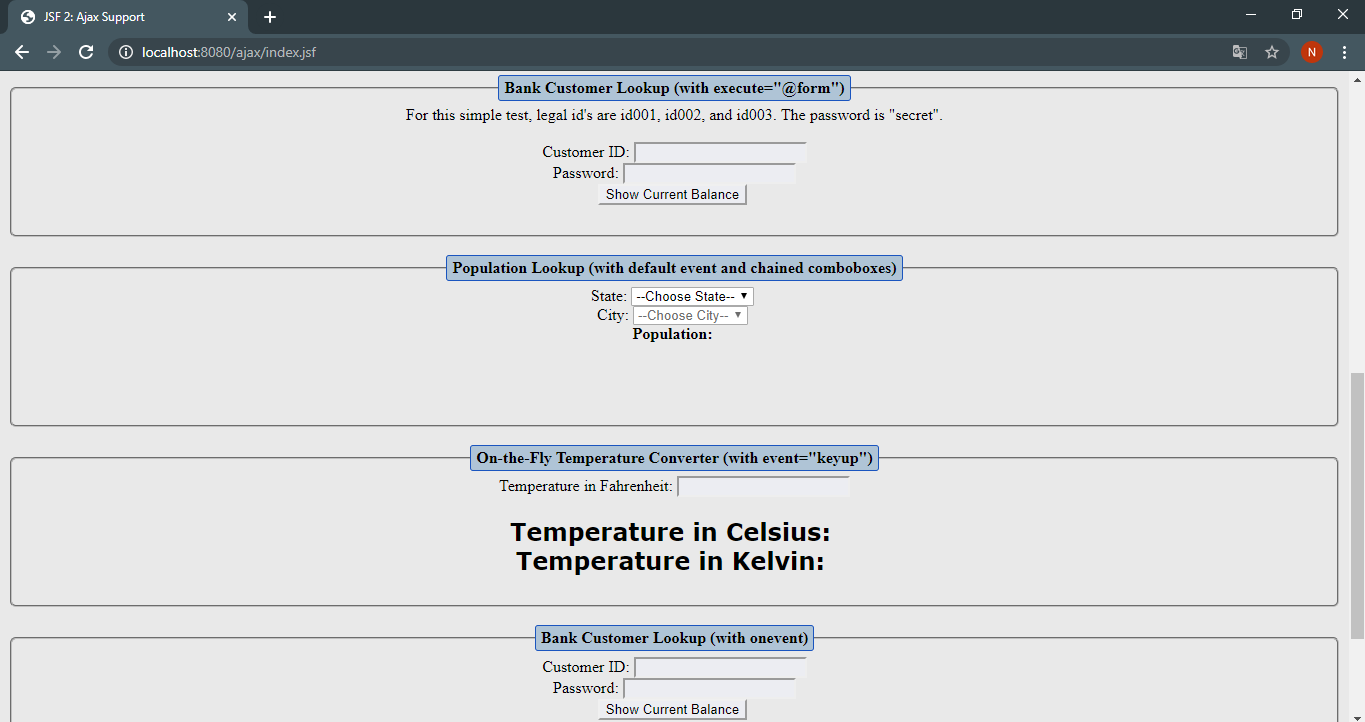 JSF 2: Ajax Support
localhost:8080/ajax/index.jsf
N
Bank Customer Lookup (with execute="@form")
For this simple test, legal id's are id001, id002, and id003. The password is "secret".
Customer ID:
Password:
Show Current Balance
Population Lookup (with default event and chained comboboxes)
State: --Choose State--
City: --Choose City--
Population:
On-the-Fly Temperature Converter (with event="keyup")
Temperature in Fahrenheit:
Temperature in Celsius:
Temperature in Kelvin:
Bank Customer Lookup (with onevent)
Customer ID:
Password:
Show Current Balance